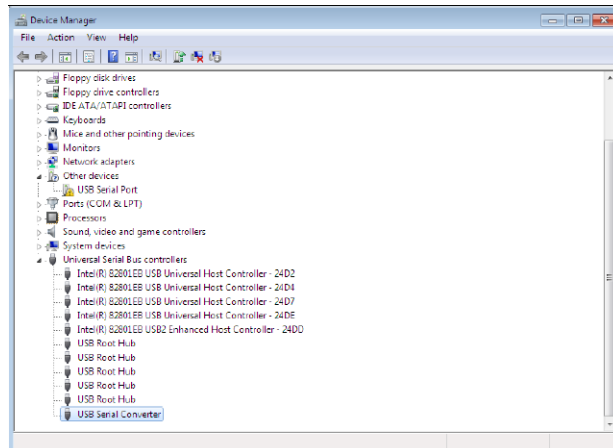 Device Manager
File Action View Help
Floppy disk drives
Floppy drive controllers
IDE ATA/ATAPI controllers
Keyboards
Mice and other pointing devices
Monitors
Network adapters
Other devices
USB Serial Port
Ports (COM & LPT)
Processors
Sound, video and game controllers
System devices
Universal Serial Bus controllers
Intel(R) 82801EB USB Universal Host Controller - 24D2
Intel(R) 82801EB USB Universal Host Controller - 24D4
Intel(R) 82801EB USB Universal Host Controller - 24D7
Intel(R) 82801EB USB Universal Host Controller - 24DE
Intel(R) 82801EB USB2 Enhanced Host Controller - 24DD
USB Root Hub
USB Root Hub
USB Root Hub
USB Root Hub
USB Root Hub
USB Serial Converter